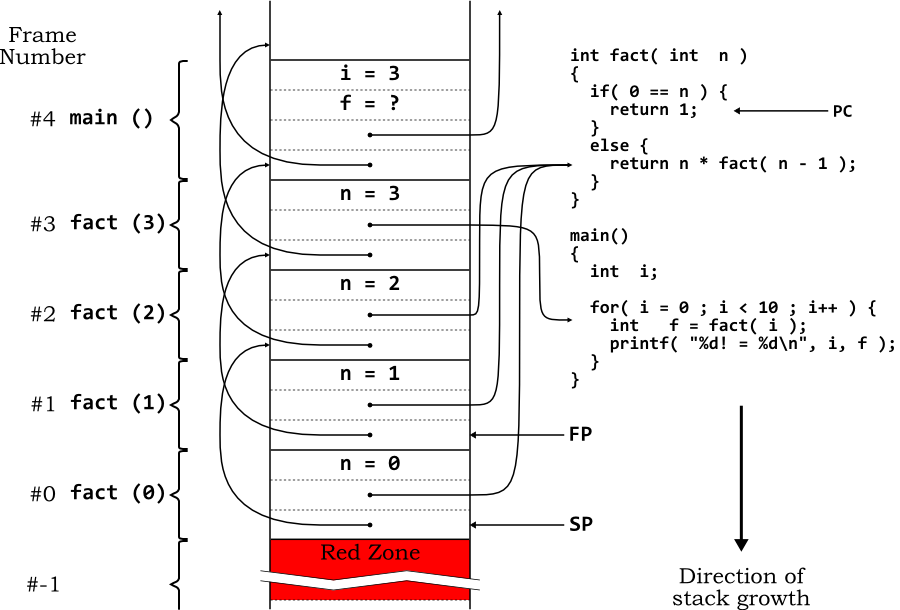 Frame
Number
#4 main ()
i = 3
f = ?
#3 fact (3)
n = 3
#2 fact (2)
n = 2
#1 fact (1)
n = 1
FP
#0 fact (0)
n = 0
SP
Red Zone
#-1
int fact( int  n )
{
  if( 0 == n ) {
    return 1;
PC
  }
  else {
    return n * fact( n - 1 );
  }
}
main()
{
  int  i;
  for( i = 0 ; i < 10 ; i++ ) {
    int   f = fact( i );
    printf( "%d! = %d\n", i, f );
  }
}
Direction of
stack growth